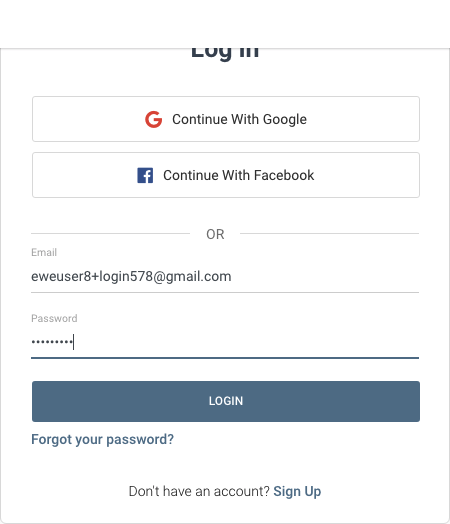 Log In
Continue With Google
Continue With Facebook
OR
Email
eweuser8+login578@gmail.com
Password
•••••••••
LOGIN
Forgot your password?
Don't have an account? Sign Up